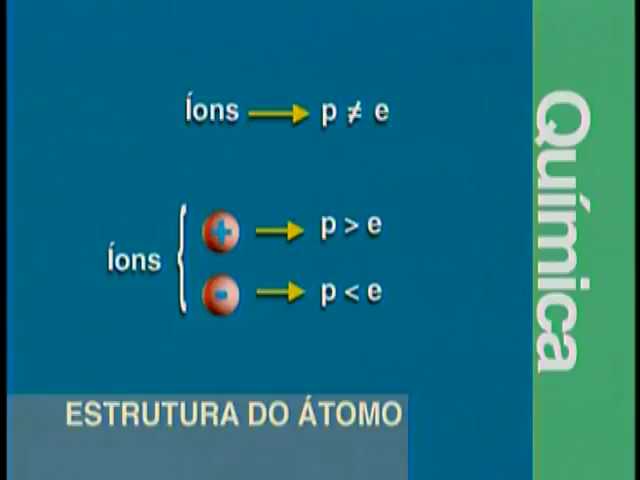 Íons → p ≠ e
Íons { + → p > e
- → p < e
ESTRUTURA DO ÁTOMO
Química